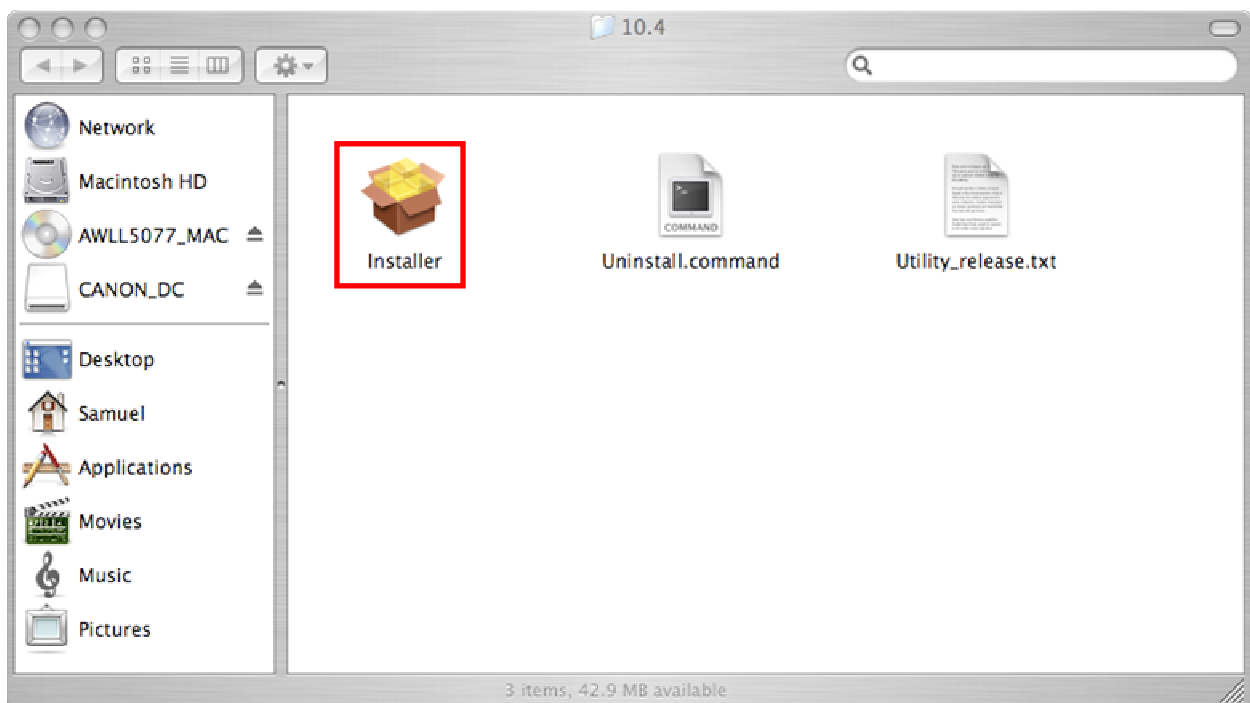 10.4
Network
Macintosh HD
AWLL5077_MAC
CANON_DC
Desktop
Samuel
Applications
Movies
Music
Pictures
Installer
COMMAND
Uninstall.command
Utility_release.txt
3 items, 42.9 MB available